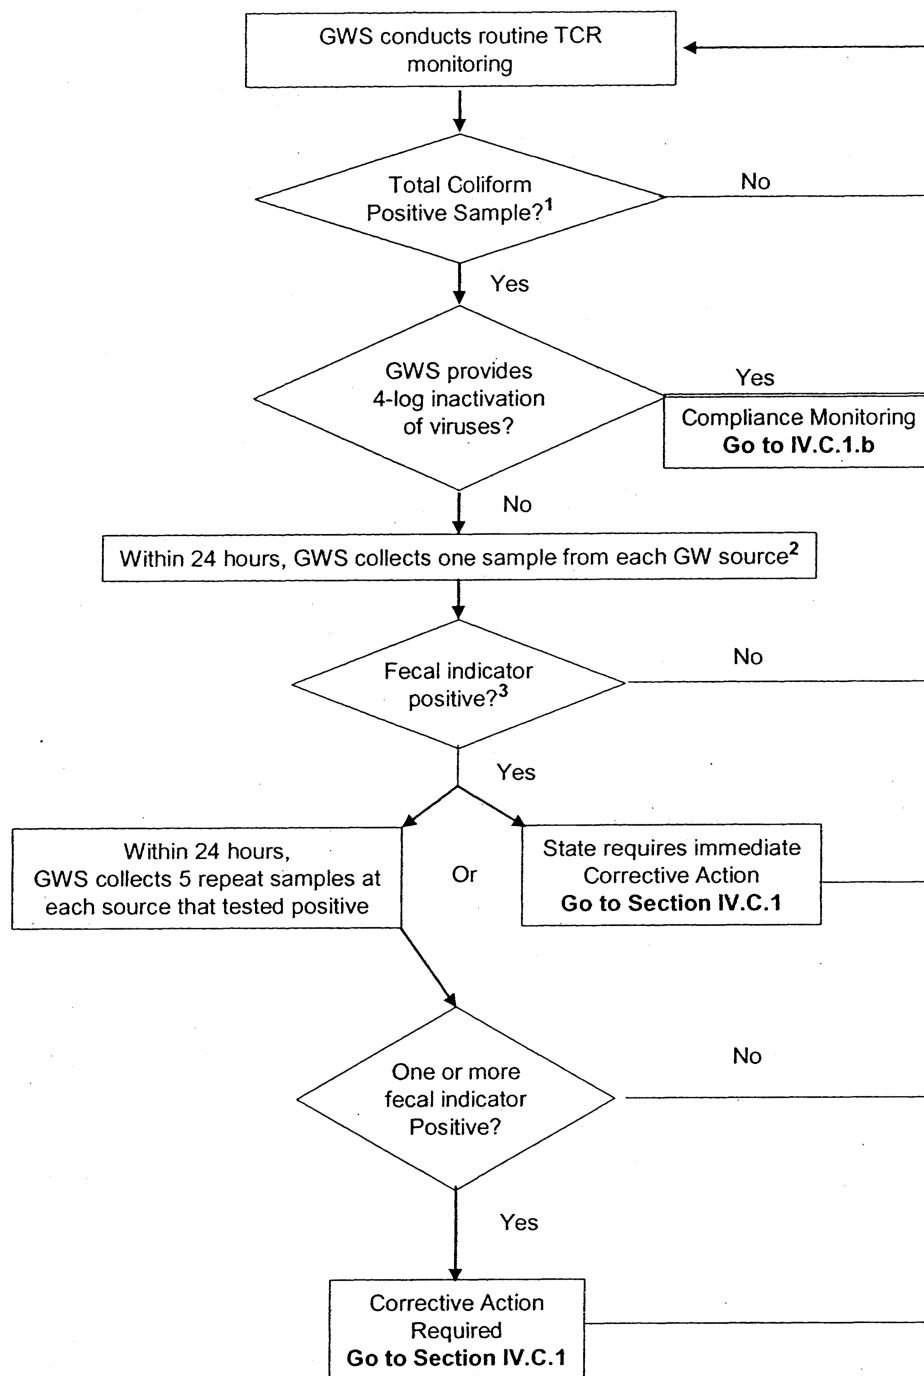 GWS conducts routine TCR
monitoring
Total Coliform
Positive Sample?1
No
Yes
GWS provides
4-log inactivation
of viruses?
Yes
Compliance Monitoring
Go to IV.C.1.b
No
Within 24 hours, GWS collects one sample from each GW source2
Fecal indicator
positive?3
No
Yes
Within 24 hours,
GWS collects 5 repeat samples at
each source that tested positive
Or
State requires immediate
Corrective Action
Go to Section IV.C.1
One or more
fecal indicator
Positive?
No
Yes
Corrective Action
Required
Go to Section IV.C.1